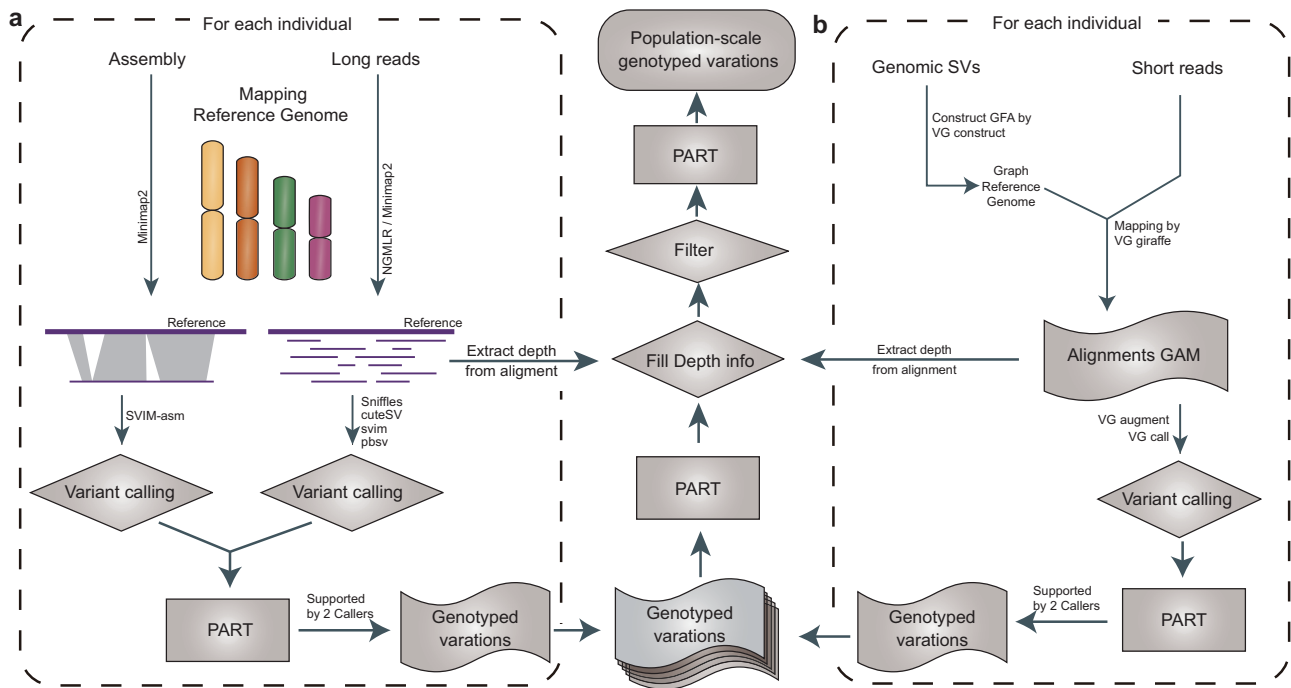 a
For each individual
Assembly
Long reads
Mapping
Reference Genome
Minimap2
NGMLR / Minimap2
Reference
Reference
SVIM-asm
Sniffles
cuteSV
svim
pbsv
Variant calling
Variant calling
PART
Supported
by 2 Callers
Genotyped
varations
Extract depth
from aligment
Population-scale
genotyped varations
PART
Filter
Fill Depth info
PART
Genotyped
varations
b
For each individual
Genomic SVs
Short reads
Construct GFA by
VG construct
Graph
Reference
Genome
Mapping by
VG giraffe
Alignments GAM
Extract depth
from alignment
VG augment
VG call
Variant calling
PART
Supported
by 2 Callers
Genotyped
varations